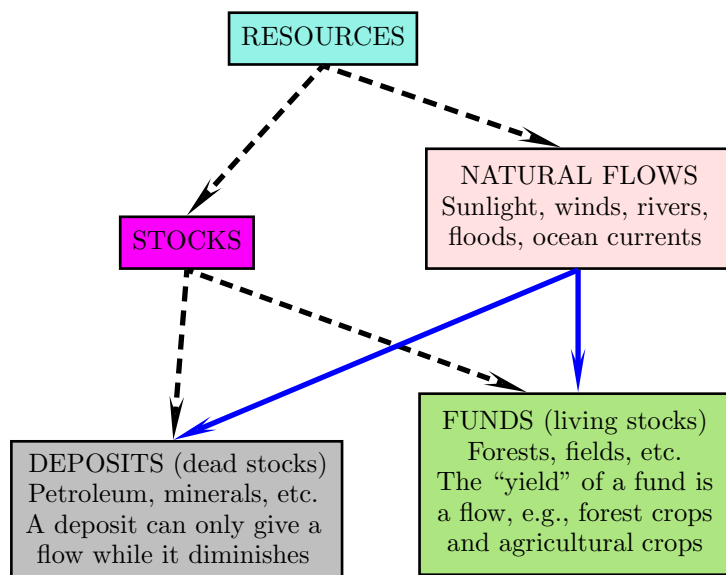 RESOURCES
NATURAL FLOWS
Sunlight, winds, rivers,
floods, ocean currents
STOCKS
FUNDS (living stocks)
Forests, fields, etc.
The “yield” of a fund is
a flow, e.g., forest crops
and agricultural crops
DEPOSITS (dead stocks)
Petroleum, minerals, etc.
A deposit can only give a
flow while it diminishes